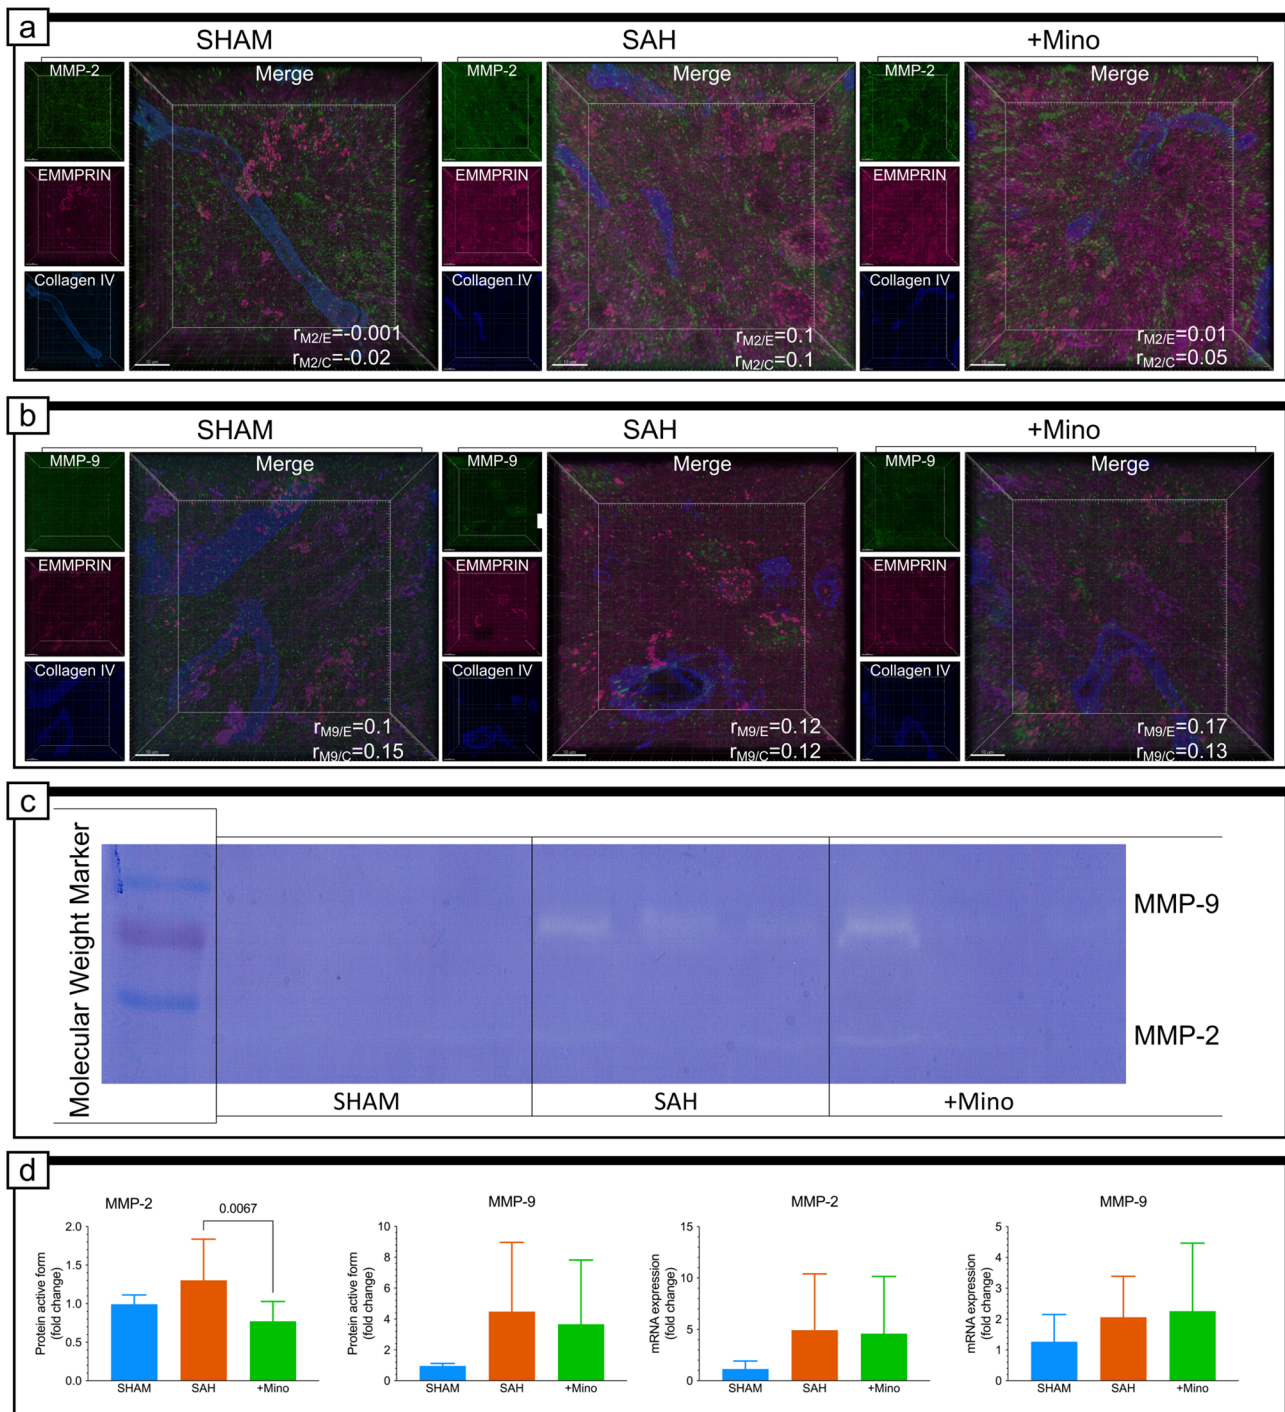 a
SHAM
SAH
+Mino
MMP-2
Merge
EMMPRIN
Collagen IV
rM2/E=-0.001
rM2/C=-0.02
MMP-2
Merge
EMMPRIN
Collagen IV
rM2/E=0.1
rM2/C=0.1
MMP-2
Merge
EMMPRIN
Collagen IV
rM2/E=0.01
rM2/C=0.05
b
SHAM
SAH
+Mino
MMP-9
Merge
EMMPRIN
Collagen IV
rM9/E=0.1
rM9/C=0.15
MMP-9
Merge
EMMPRIN
Collagen IV
rM9/E=0.12
rM9/C=0.12
MMP-9
Merge
EMMPRIN
Collagen IV
rM9/E=0.17
rM9/C=0.13
c
Molecular Weight Marker
MMP-9
MMP-2
SHAM
SAH
+Mino
d
MMP-2
0.0067
Protein active form
(fold change)
2.0
1.5
1.0
0.5
0.0
SHAM
SAH
+Mino
MMP-9
Protein active form
(fold change)
10
8
6
4
2
0
SHAM
SAH
+Mino
MMP-2
mRNA expression
(fold change)
15
10
5
0
SHAM
SAH
+Mino
MMP-9
mRNA expression
(fold change)
5
4
3
2
1
0
SHAM
SAH
+Mino